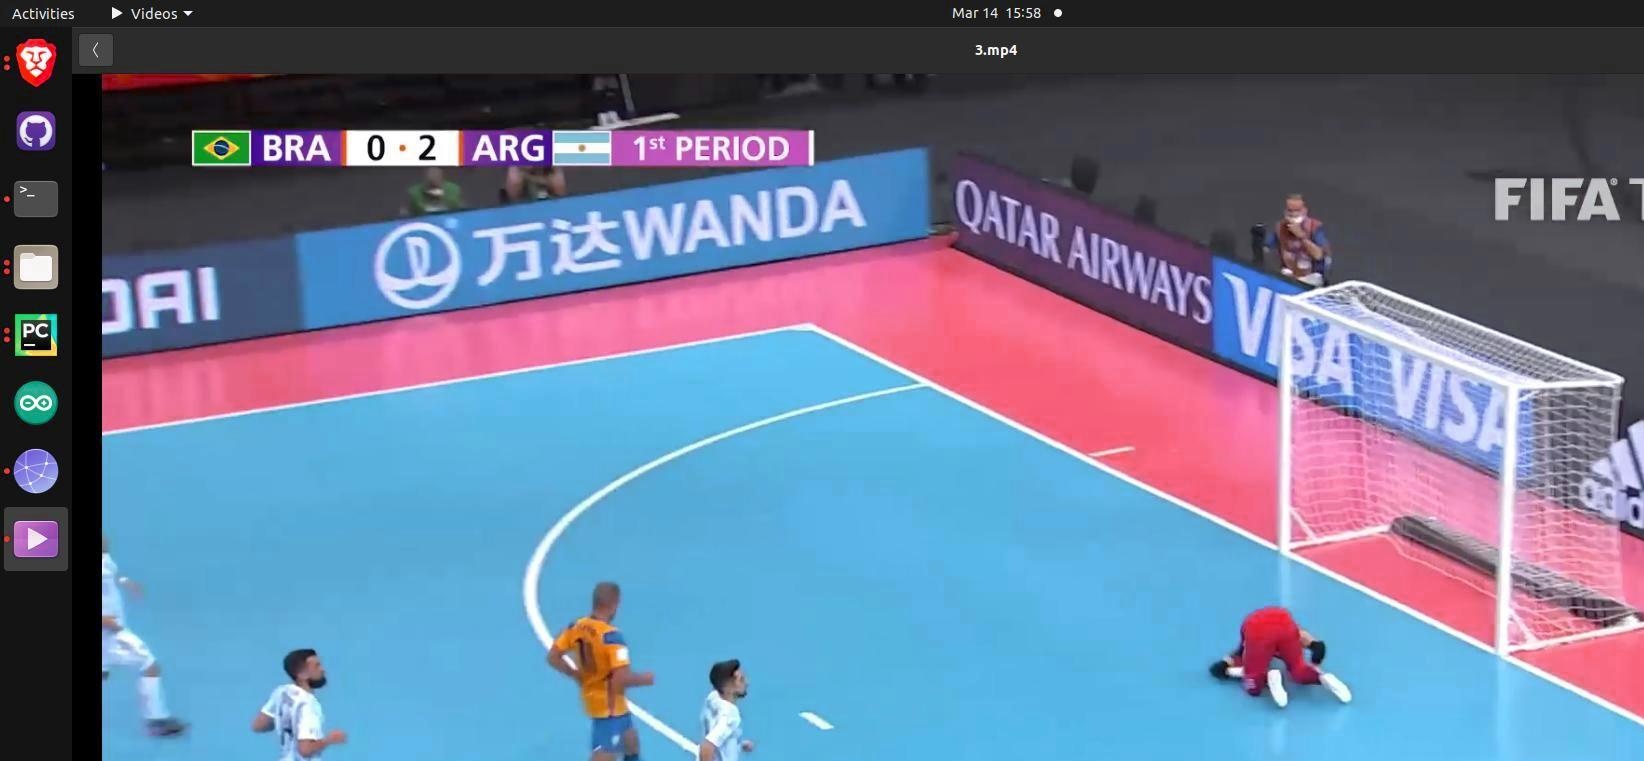 Activities
Videos
Mar 14 15:58
3.mp4
BRA 0 · 2 ARG 1st PERIOD
FIFA
万达WANDA
QATAR AIRWAYS
DAI
VISA VISA
adida
>_
PC